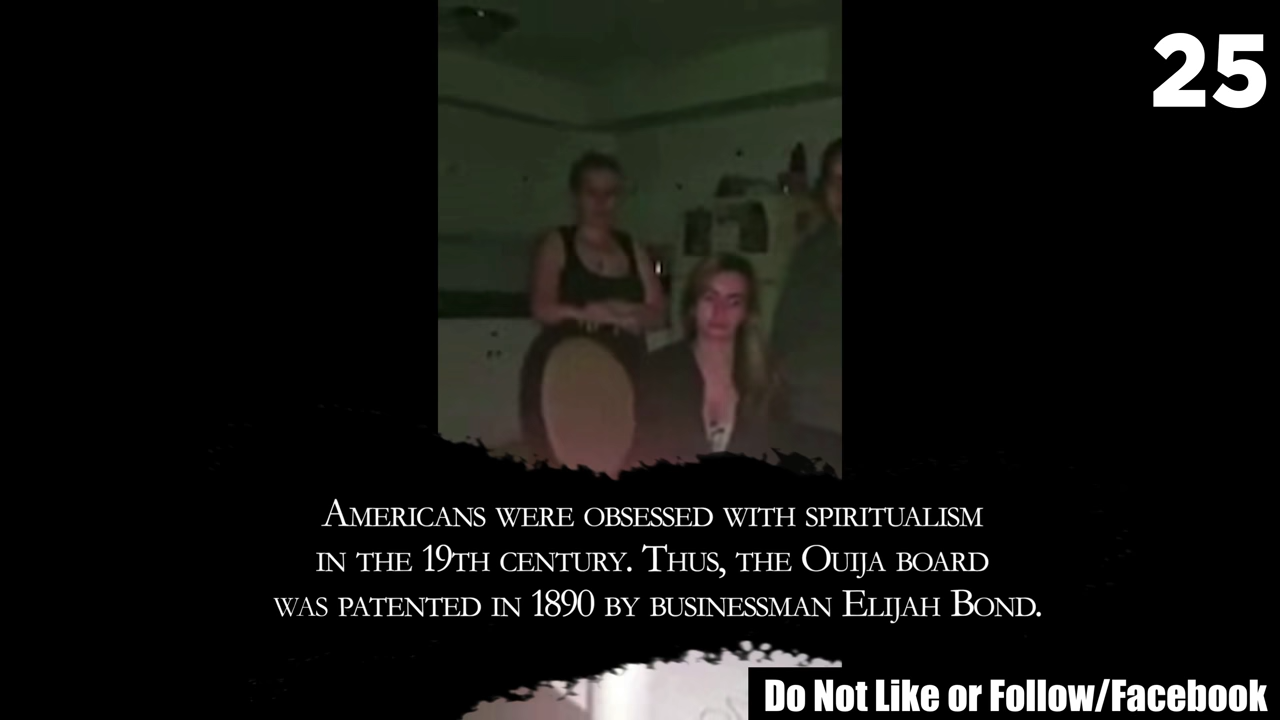 25
Americans were obsessed with spiritualism
in the 19th century. Thus, the Ouija board
was patented in 1890 by businessman Elijah Bond.
Do Not Like or Follow/Facebook